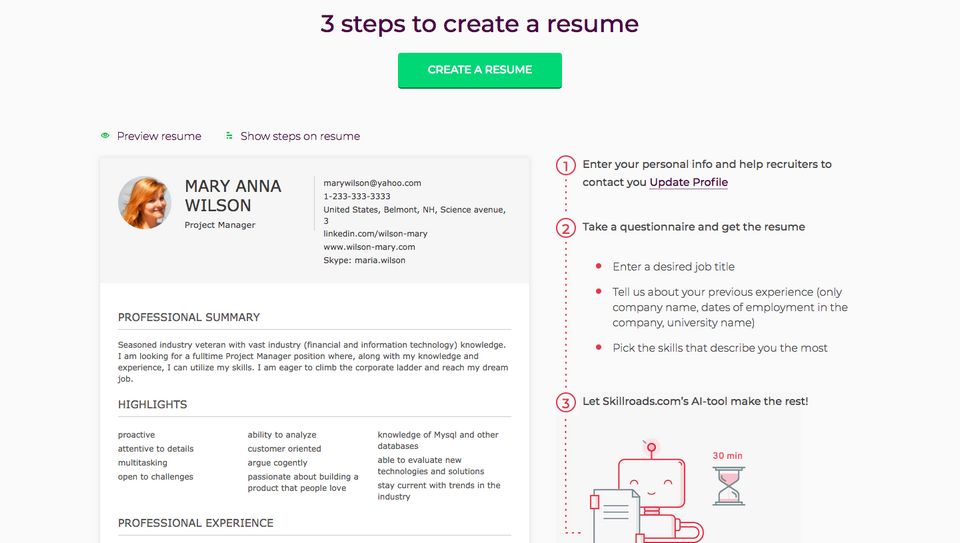 3 steps to create a resume
CREATE A RESUME
Preview resume
Show steps on resume
MARY ANNA
WILSON
Project Manager
marywilson@yahoo.com
1-233-333-3333
United States, Belmont, NH, Science avenue,
3
linkedin.com/wilson-mary
www.wilson-mary.com
Skype: maria.wilson
PROFESSIONAL SUMMARY
Seasoned industry veteran with vast industry (financial and information technology) knowledge.
I am looking for a fulltime Project Manager position where, along with my knowledge and
experience, I can utilize my skills. I am eager to climb the corporate ladder and reach my dream
job.
HIGHLIGHTS
proactive
attentive to details
multitasking
open to challenges
ability to analyze
customer oriented
argue cogently
passionate about building a
product that people love
knowledge of Mysql and other
databases
able to evaluate new
technologies and solutions
stay current with trends in the
industry
PROFESSIONAL EXPERIENCE
1
Enter your personal info and help recruiters to
contact you Update Profile
2
Take a questionnaire and get the resume
Enter a desired job title
Tell us about your previous experience (only
company name, dates of employment in the
company, university name)
Pick the skills that describe you the most
3
Let Skillroads.com's AI-tool make the rest!
30 min